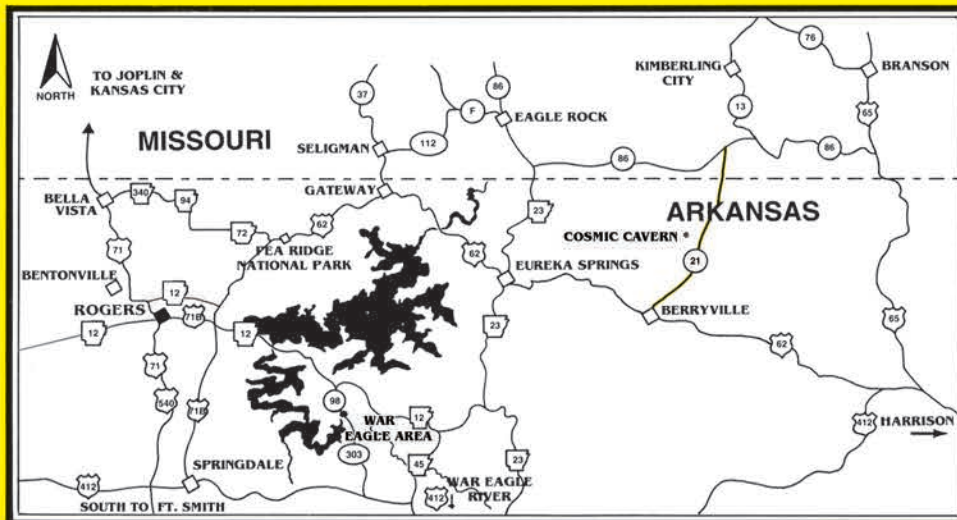 76
KIMBERLING
CITY
BRANSON
TO JOPLIN &
KANSAS CITY
NORTH
37
86
F
EAGLE ROCK
13
65
MISSOURI
SELIGMAN
112
86
86
GATEWAY
BELLA
VISTA
340
94
23
ARKANSAS
72
62
PEA RIDGE
NATIONAL PARK
COSMIC CAVERN
71
62
21
EUREKA SPRINGS
BENTONVILLE
12
ROGERS
71B
12
12
23
BERRYVILLE
65
62
71
540
71B
98
WAR
EAGLE AREA
12
412
HARRISON
303
45
23
SPRINGDALE
WAR EAGLE
RIVER
412
412
SOUTH TO FT. SMITH